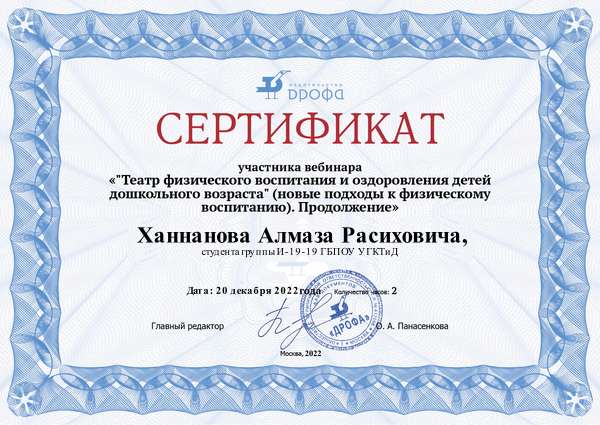 ИЗДАТЕЛЬСТВО
ДРОФА
СЕРТИФИКАТ
участника вебинара
«"Театр физического воспитания и оздоровления детей
дошкольного возраста" (новые подходы к физическому
воспитанию). Продолжение»
Ханнанова Алмаза Расиховича,
студента группы И-19-19 ГБПОУ УГКТиД
Дата: 20 декабря 2022года Количество часов: 2
Главный редактор
«ДРОФА»
О. А. Панасенкова
Москва, 2022